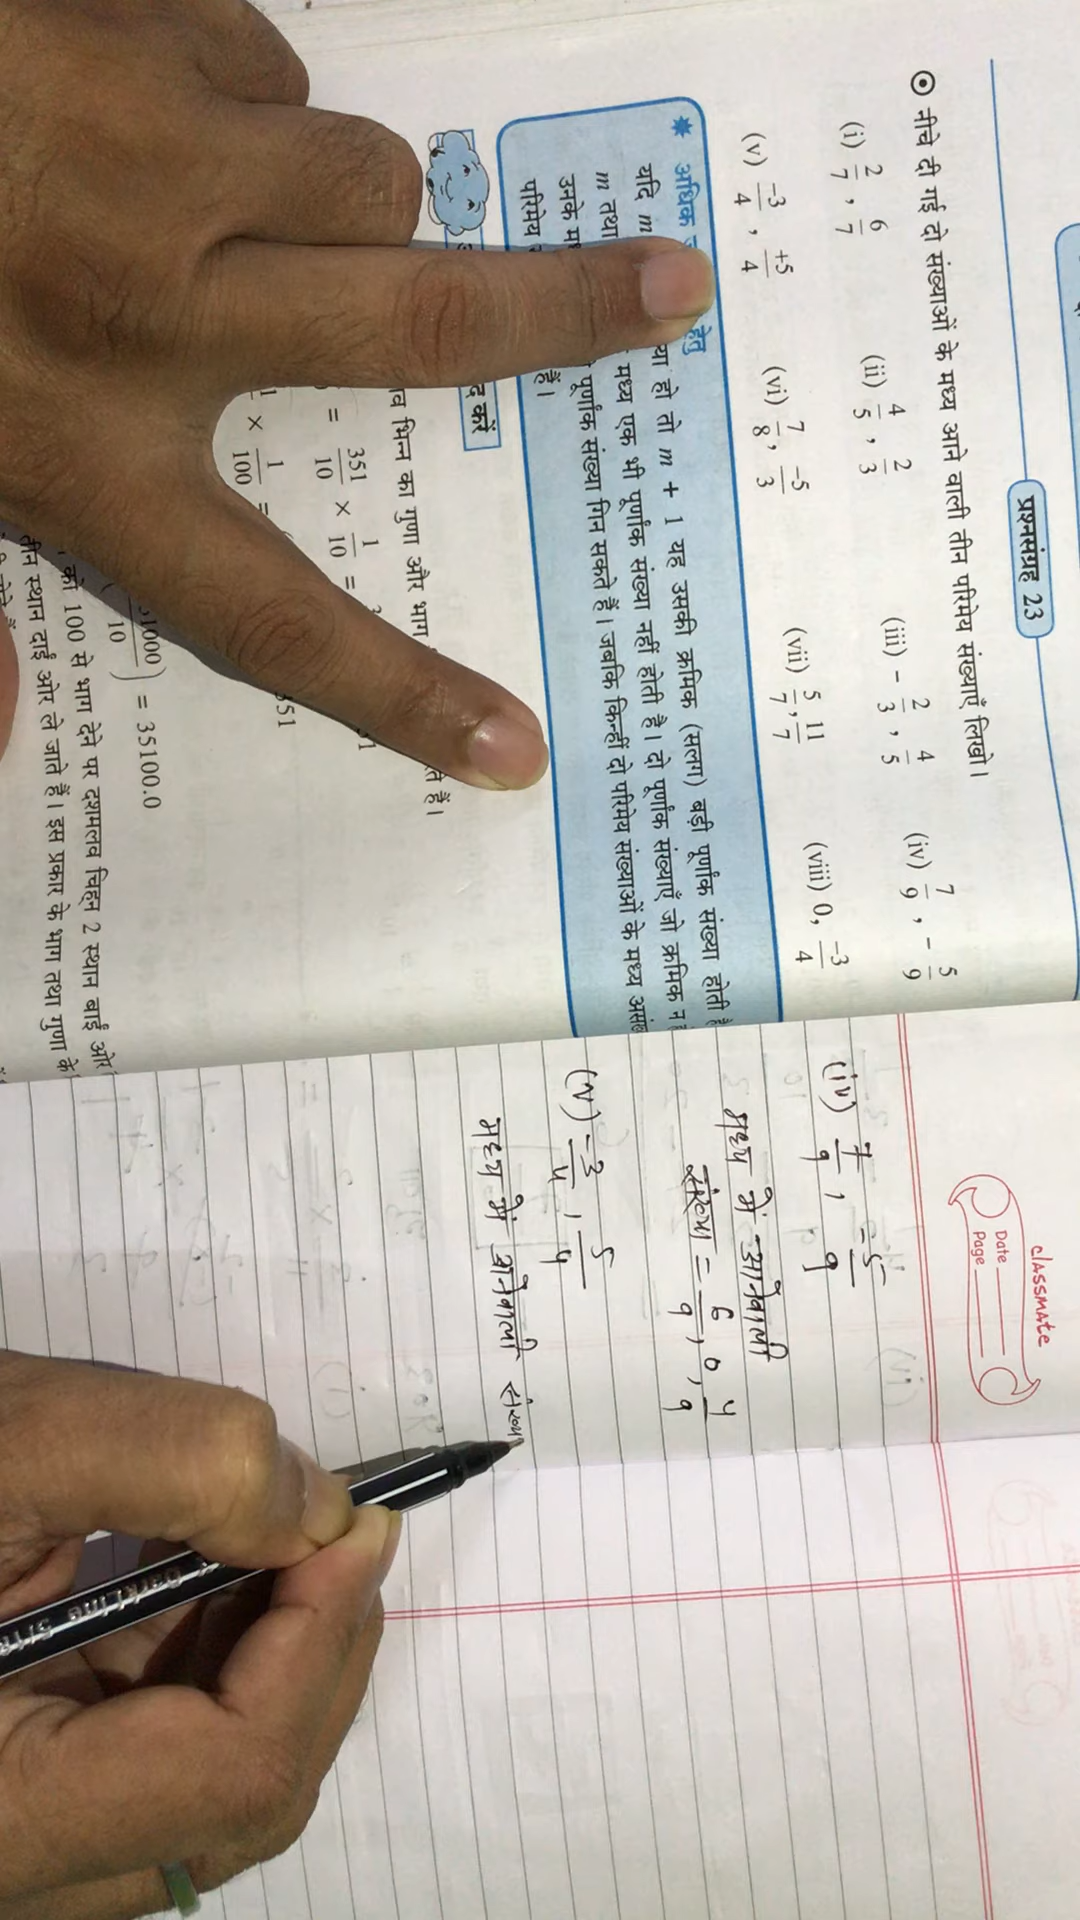 प्रश्नसंग्रह 23
नीचे दी गई दो संख्याओं के मध्य आने वाली तीन परिमेय संख्याएँ लिखो।
(i) 2/7, 6/7 (ii) 4/5, 2/3 (iii) - 2/3, 4/5 (iv) 7/9, - 5/9
(v) -3/4, +5/4 (vi) 7/8, -5/3 (vii) 5/7, 11/7 (viii) 0, -3/4
अधिक हेतु
यदि m हो तो m + 1 यह उसकी क्रमिक (सलग) बड़ी पूर्णांक संख्या होती है
m तथा मध्य एक भी पूर्णांक संख्या नहीं होती है। दो पूर्णांक संख्याएँ जो क्रमिक न
उनके पूर्णांक संख्या गिन सकते हैं। जबकि किन्हीं दो परिमेय संख्याओं के मध्य
परिमेय हैं।
करें
भिन्न का गुणा और भाग हैं।
= 351/10 × 1/10 =
× 1/100 =
351
10 ) = 35100.0
को 100 से भाग देने पर दशमलव चिह्न 2 स्थान बाईं ओर
तीन स्थान दाईं ओर ले जाते हैं। इस प्रकार के भाग तथा गुणा के
classmate
Date
Page
(iv) 7/9, -5/9
मध्य में आनेवाली
संख्या = 6/9, 0, 4/9
(v) -3/4, 5/4
मध्य में आनेवाली संख्या